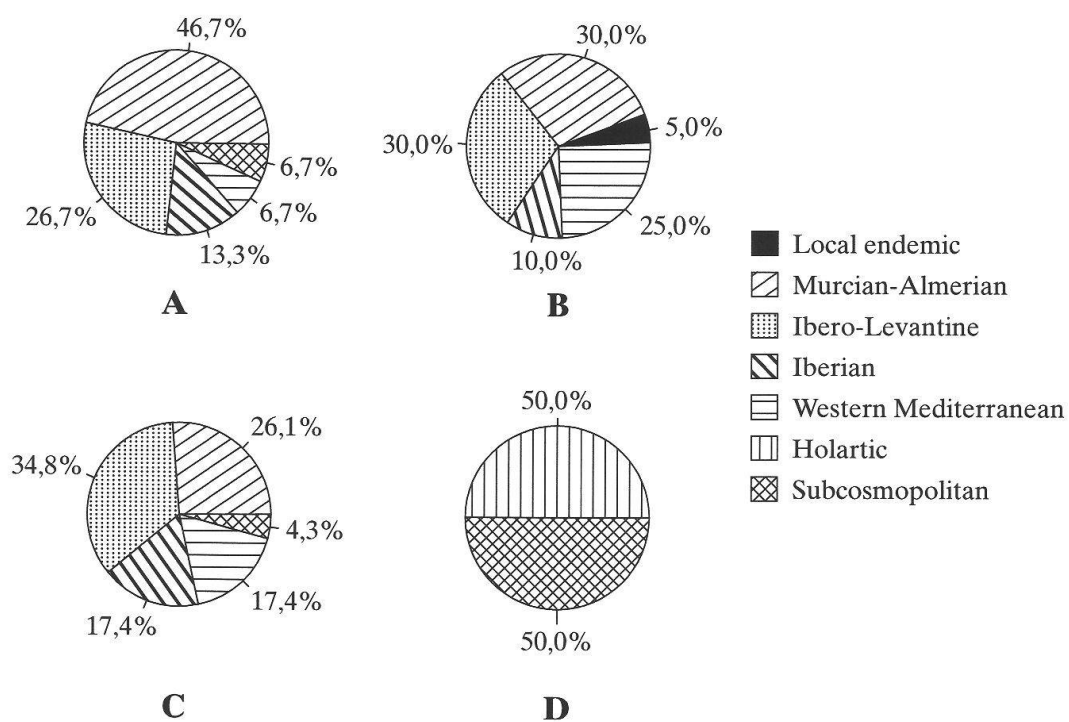 46,7%
6,7%
6,7%
13,3%
26,7%
A
30,0%
5,0%
25,0%
10,0%
30,0%
B
Local endemic
Murcian-Almerian
Ibero-Levantine
Iberian
Western Mediterranean
Holartic
Subcosmopolitan
26,1%
4,3%
17,4%
17,4%
34,8%
C
50,0%
50,0%
D